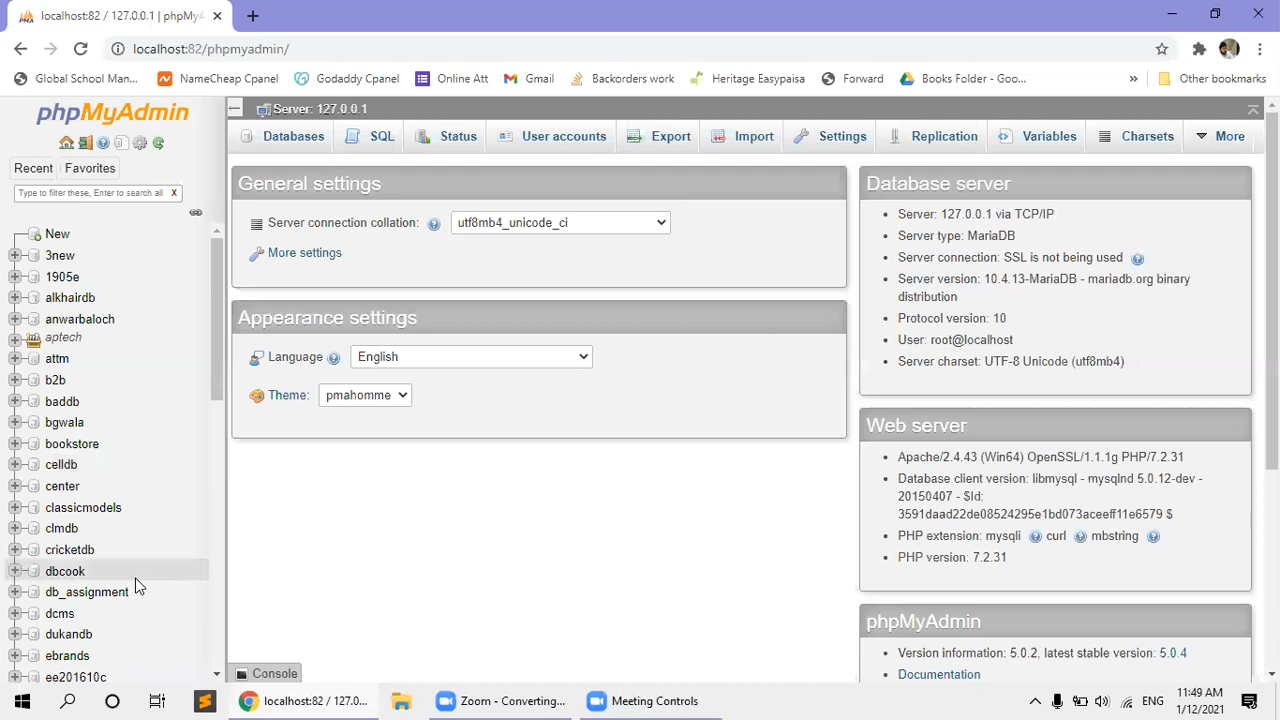 localhost:82 / 127.0.0.1 | phpMyA
localhost:82/phpmyadmin/
Global School Man...
NameCheap Cpanel
Godaddy Cpanel
Online Att
Gmail
Backorders work
Heritage Easypaisa
Forward
Books Folder - Goo...
»
Other bookmarks
phpMyAdmin
Recent
Favorites
Type to filter these, Enter to search all
X
New
3new
1905e
alkhairdb
anwarbaloch
aptech
attm
b2b
baddb
bgwala
bookstore
celldb
center
classicmodels
clmdb
cricketdb
dbcook
db_assignment
dcms
dukandb
ebrands
ee201610c
Server: 127.0.0.1
Databases
SQL
Status
User accounts
Export
Import
Settings
Replication
Variables
Charsets
More
General settings
Server connection collation:
utf8mb4_unicode_ci
More settings
Appearance settings
Language
English
Theme:
pmahomme
Console
Database server
Server: 127.0.0.1 via TCP/IP
Server type: MariaDB
Server connection: SSL is not being used
Server version: 10.4.13-MariaDB - mariadb.org binary
distribution
Protocol version: 10
User: root@localhost
Server charset: UTF-8 Unicode (utf8mb4)
Web server
Apache/2.4.43 (Win64) OpenSSL/1.1.1g PHP/7.2.31
Database client version: libmysql - mysqlnd 5.0.12-dev -
20150407 - $Id:
3591daad22de08524295e1bd073aceeff11e6579 $
PHP extension: mysqli curl mbstring
PHP version: 7.2.31
phpMyAdmin
Version information: 5.0.2, latest stable version: 5.0.4
Documentation
localhost:82 / 127.0....
Zoom - Converting...
Meeting Controls
ENG
11:49 AM
1/12/2021